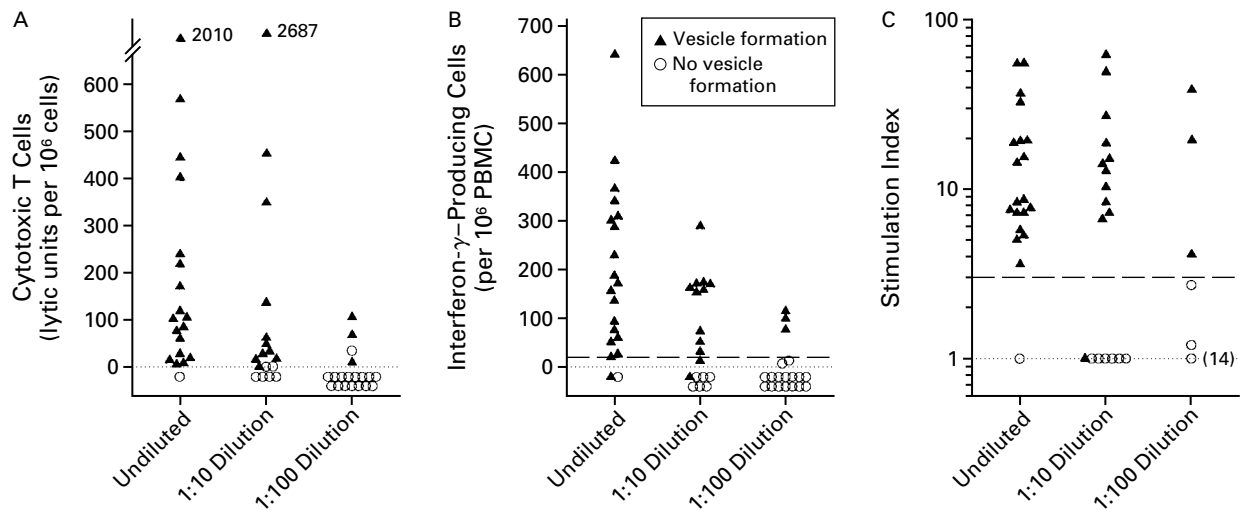 A
Cytotoxic T Cells
(lytic units per 10⁶ cells)
2010
2687
600
500
400
300
200
100
0
Undiluted
1:10 Dilution
1:100 Dilution
B
Interferon-γ–Producing Cells
(per 10⁶ PBMC)
700
600
500
400
300
200
100
0
Vesicle formation
No vesicle
formation
Undiluted
1:10 Dilution
1:100 Dilution
C
Stimulation Index
100
10
1
(14)
Undiluted
1:10 Dilution
1:100 Dilution